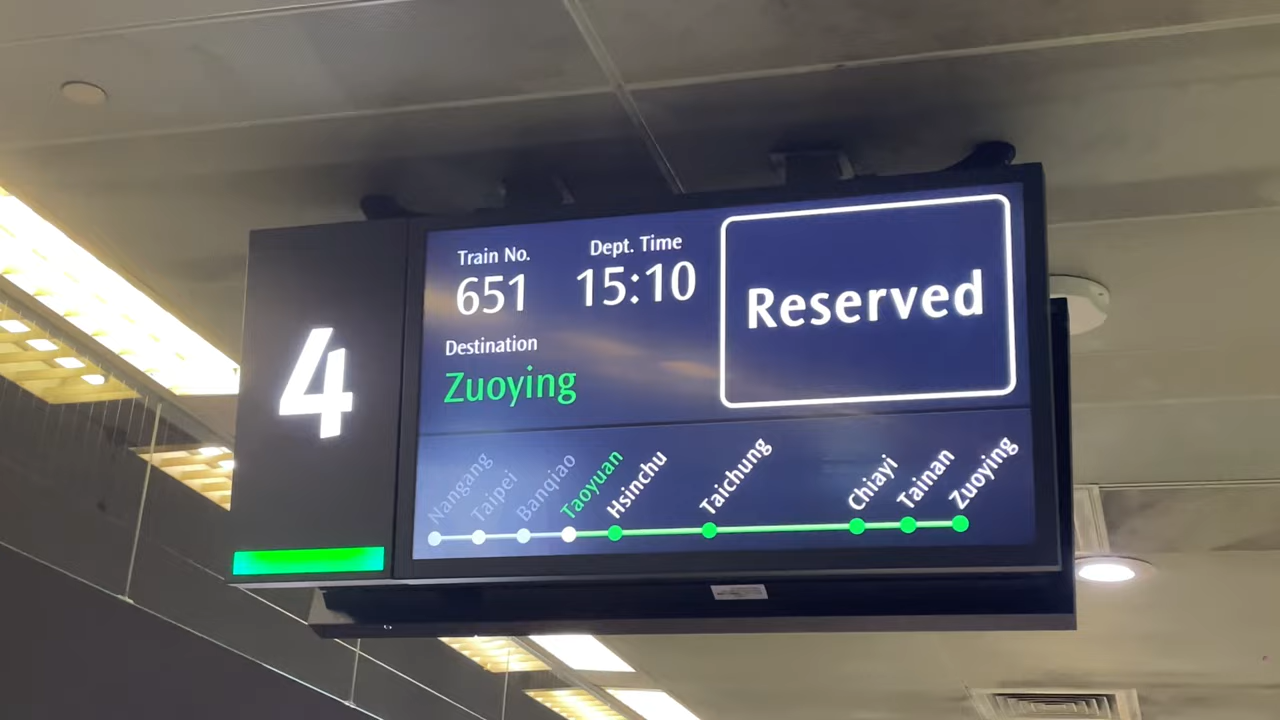 4
Train No.
651
Dept. Time
15:10
Destination
Zuoying
Reserved
Nangang
Taipei
Banqiao
Taoyuan
Hsinchu
Taichung
Chiayi
Tainan
Zuoying